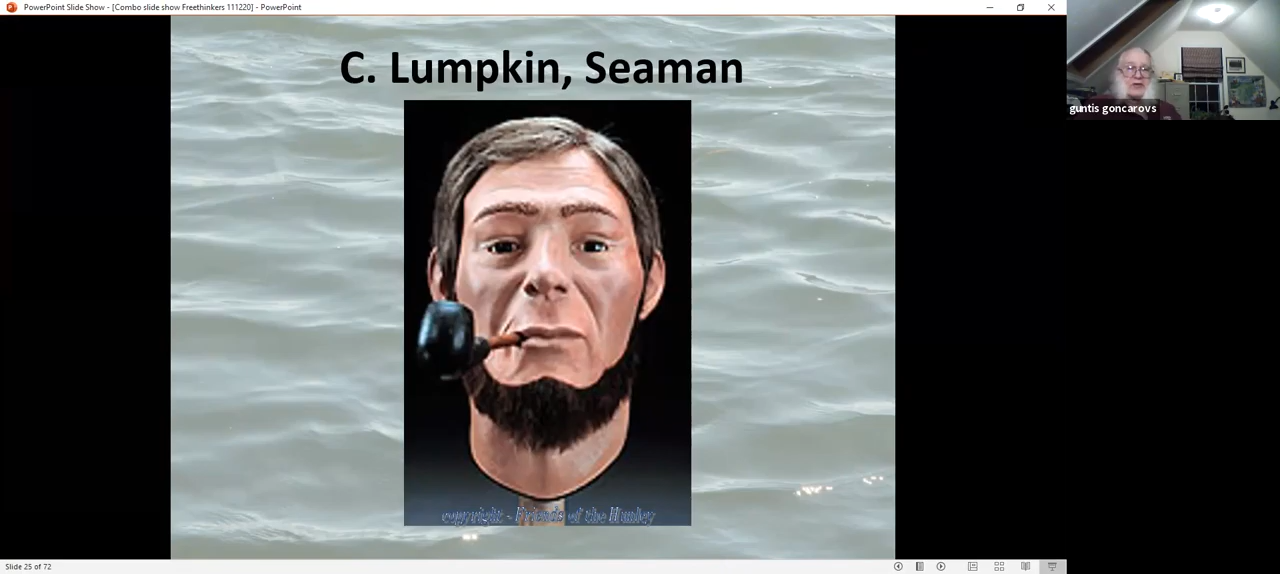 PowerPoint Slide Show - [Combo slide show Freethinkers 111220] - PowerPoint
C. Lumpkin, Seaman
guntis goncarovs
copyright - Friends of the Hunley
Slide 25 of 72